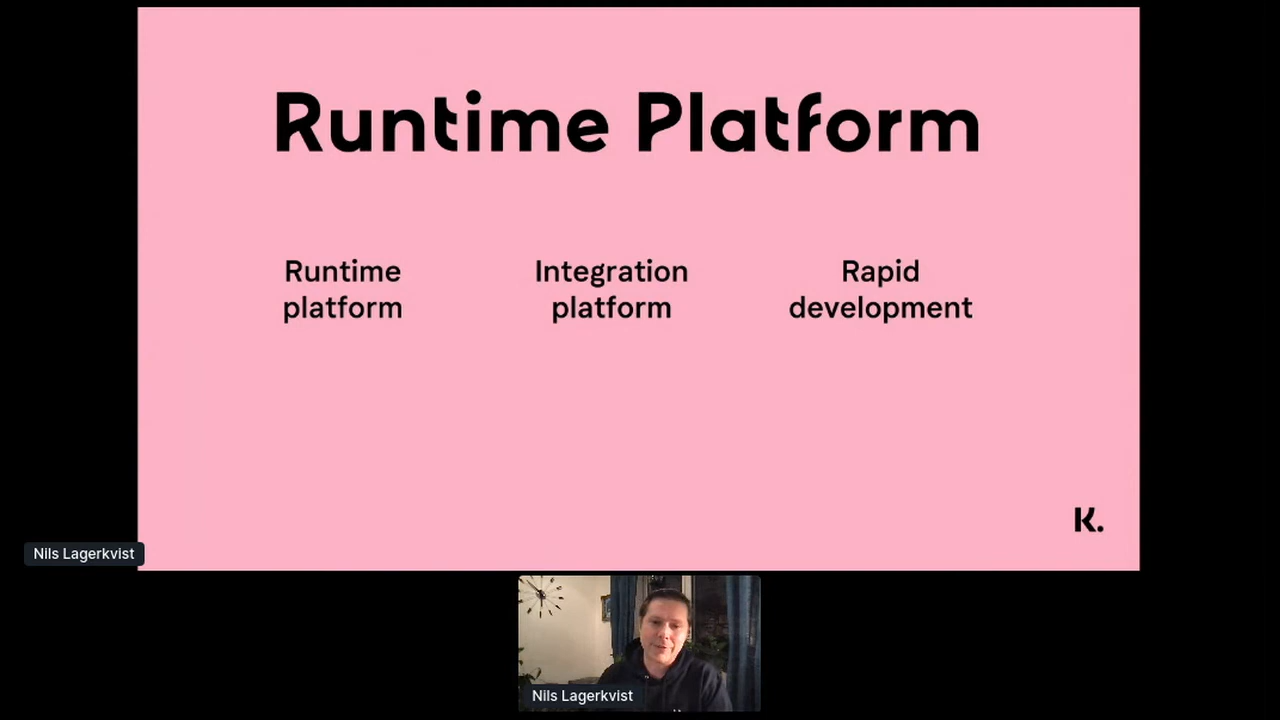 Runtime Platform
Runtime
platform
Integration
platform
Rapid
development
K.
Nils Lagerkvist
Nils Lagerkvist